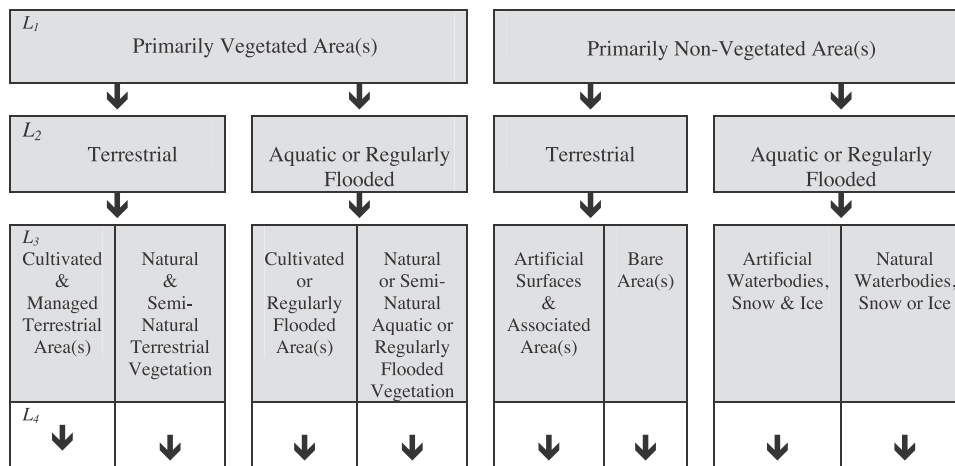 L1
Primarily Vegetated Area(s)
Primarily Non-Vegetated Area(s)
L2
Terrestrial
Aquatic or Regularly
Flooded
Terrestrial
Aquatic or Regularly
Flooded
L3
Cultivated
&
Managed
Terrestrial
Area(s)
Natural
&
Semi-
Natural
Terrestrial
Vegetation
Cultivated
or
Regularly
Flooded
Area(s)
Natural
or Semi-
Natural
Aquatic or
Regularly
Flooded
Vegetation
Artificial
Surfaces
&
Associated
Area(s)
Bare
Area(s)
Artificial
Waterbodies,
Snow & Ice
Natural
Waterbodies,
Snow or Ice
L4